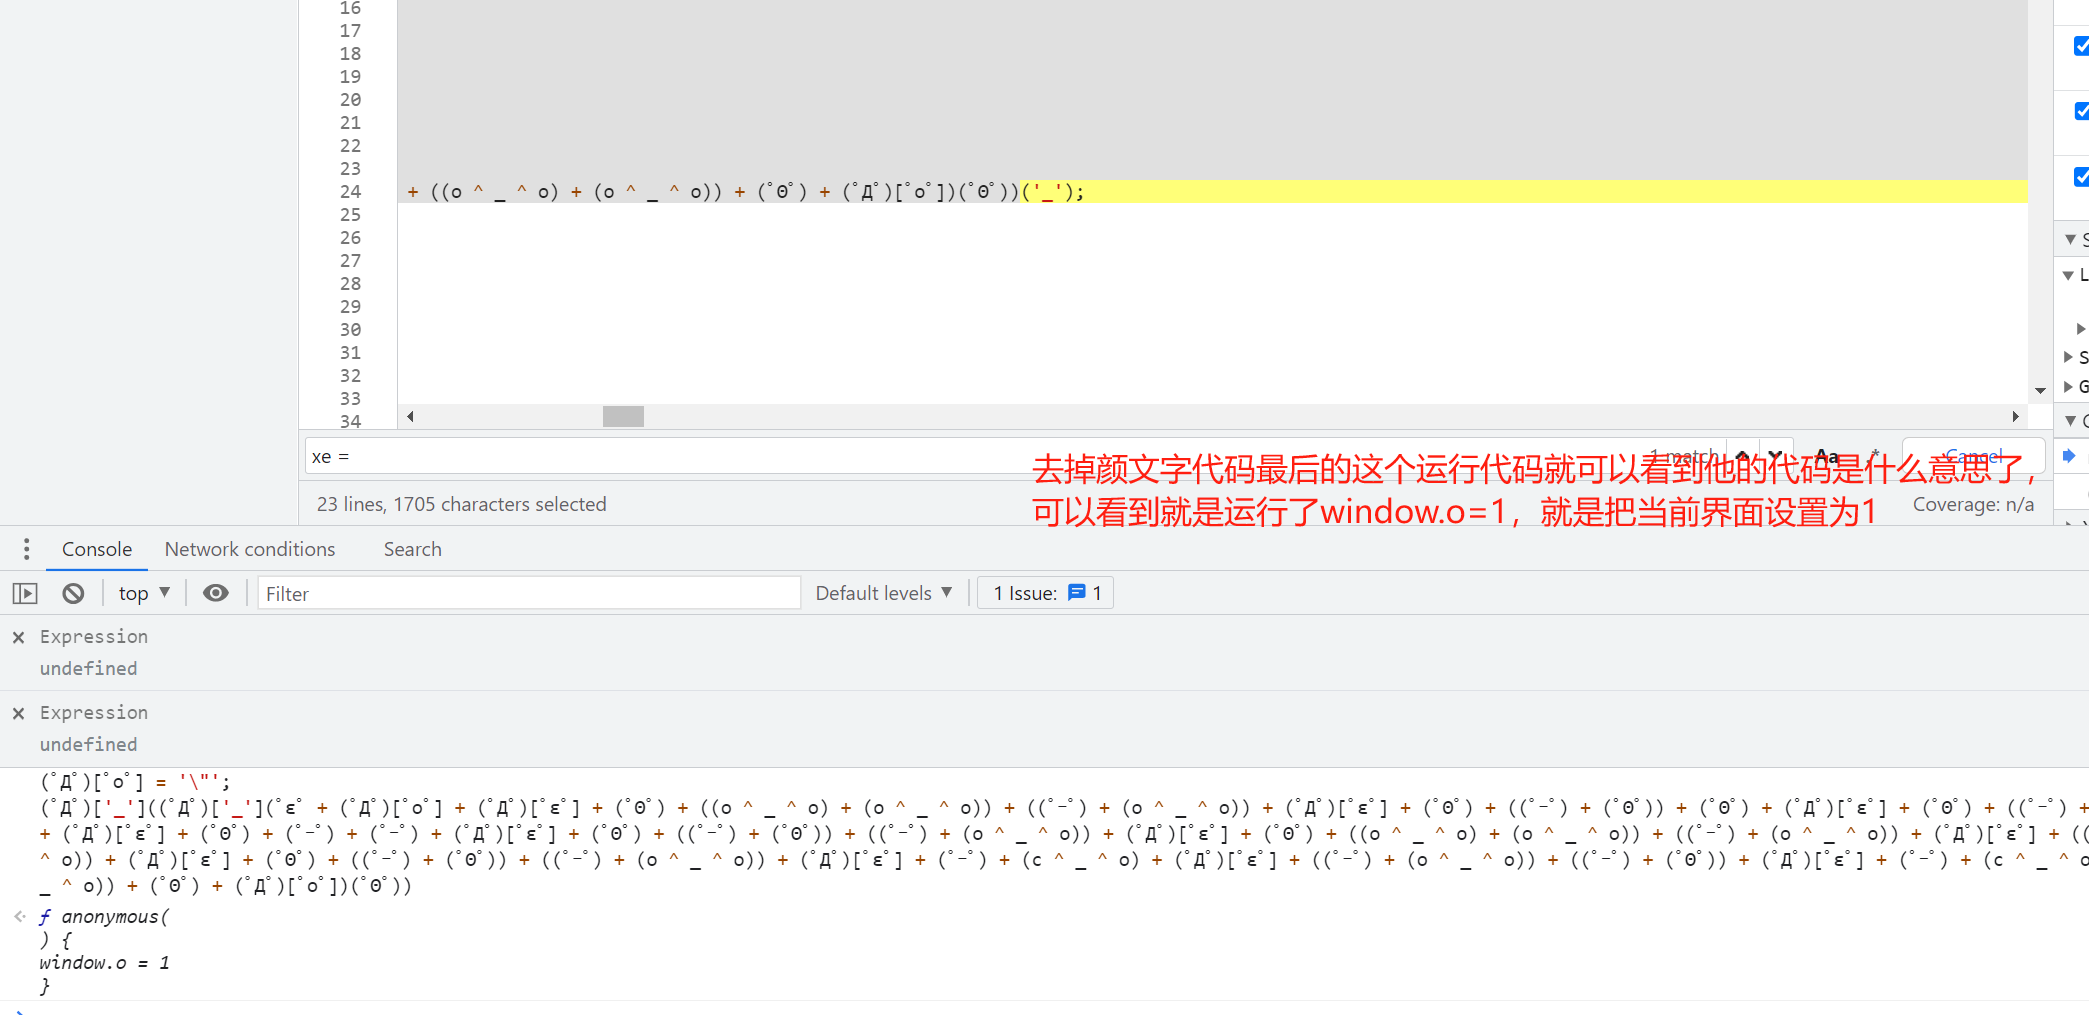 16
17
18
19
20
21
22
23
24 + ((o ^ _ ^ o) + (o ^ _ ^ o)) + (ﾟΘﾟ) + (ﾟДﾟ)[ﾟoﾟ])(ﾟΘﾟ))('_');
25
26
27
28
29
30
31
32
33
34
S
L
S
G
xe =
1 match
Aa
.*
Cancel
去掉颜文字代码最后的这个运行代码就可以看到他的代码是什么意思了，
可以看到就是运行了window.o=1，就是把当前界面设置为1
23 lines, 1705 characters selected
Coverage: n/a
Console Network conditions Search
top Filter Default levels 1 Issue: 1
Expression
undefined
Expression
undefined
(ﾟДﾟ)[ﾟoﾟ] = '\"';
(ﾟДﾟ)['_']((ﾟДﾟ)['_'](ﾟεﾟ + (ﾟДﾟ)[ﾟoﾟ] + (ﾟДﾟ)[ﾟεﾟ] + (ﾟΘﾟ) + ((o ^ _ ^ o) + (o ^ _ ^ o)) + ((ﾟｰﾟ) + (o ^ _ ^ o)) + (ﾟДﾟ)[ﾟεﾟ] + (ﾟΘﾟ) + ((ﾟｰﾟ) + (ﾟΘﾟ)) + (ﾟΘﾟ) + (ﾟДﾟ)[ﾟεﾟ] + (ﾟΘﾟ) + ((ﾟｰﾟ) +
+ (ﾟДﾟ)[ﾟεﾟ] + (ﾟΘﾟ) + (ﾟｰﾟ) + (ﾟｰﾟ) + (ﾟДﾟ)[ﾟεﾟ] + (ﾟΘﾟ) + ((ﾟｰﾟ) + (ﾟΘﾟ)) + ((ﾟｰﾟ) + (o ^ _ ^ o)) + (ﾟДﾟ)[ﾟεﾟ] + (ﾟΘﾟ) + ((o ^ _ ^ o) + (o ^ _ ^ o)) + ((ﾟｰﾟ) + (o ^ _ ^ o)) + (ﾟДﾟ)[ﾟεﾟ] + ((
^ o)) + (ﾟДﾟ)[ﾟεﾟ] + (ﾟΘﾟ) + ((ﾟｰﾟ) + (ﾟΘﾟ)) + ((ﾟｰﾟ) + (o ^ _ ^ o)) + (ﾟДﾟ)[ﾟεﾟ] + (ﾟｰﾟ) + (c ^ _ ^ o) + (ﾟДﾟ)[ﾟεﾟ] + ((ﾟｰﾟ) + (o ^ _ ^ o)) + ((ﾟｰﾟ) + (ﾟΘﾟ)) + (ﾟДﾟ)[ﾟεﾟ] + (ﾟｰﾟ) + (c ^ _ ^ o
_ ^ o)) + (ﾟΘﾟ) + (ﾟДﾟ)[ﾟoﾟ])(ﾟΘﾟ))
ƒ anonymous(
) {
window.o = 1
}